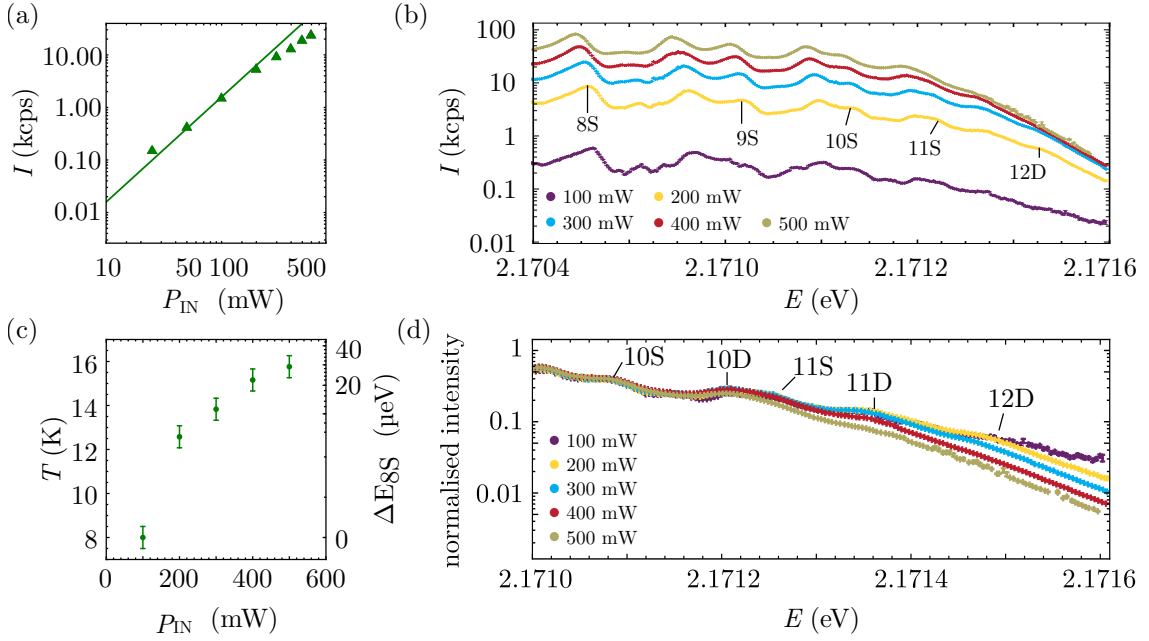 (a)
I (kcps)
10.00
1.00
0.10
0.01
10
50
100
500
P_IN (mW)
(b)
I (kcps)
100
10
1
0.1
0.01
8S
9S
10S
11S
12D
100 mW
200 mW
300 mW
400 mW
500 mW
2.1704
2.1710
2.1712
2.1716
E (eV)
(c)
T (K)
16
14
12
10
8
0
200
400
600
P_IN (mW)
40
20
0
ΔE_8S (μeV)
(d)
normalised intensity
1
0.1
0.01
10S
10D
11S
11D
12D
100 mW
200 mW
300 mW
400 mW
500 mW
2.1710
2.1712
2.1714
2.1716
E (eV)